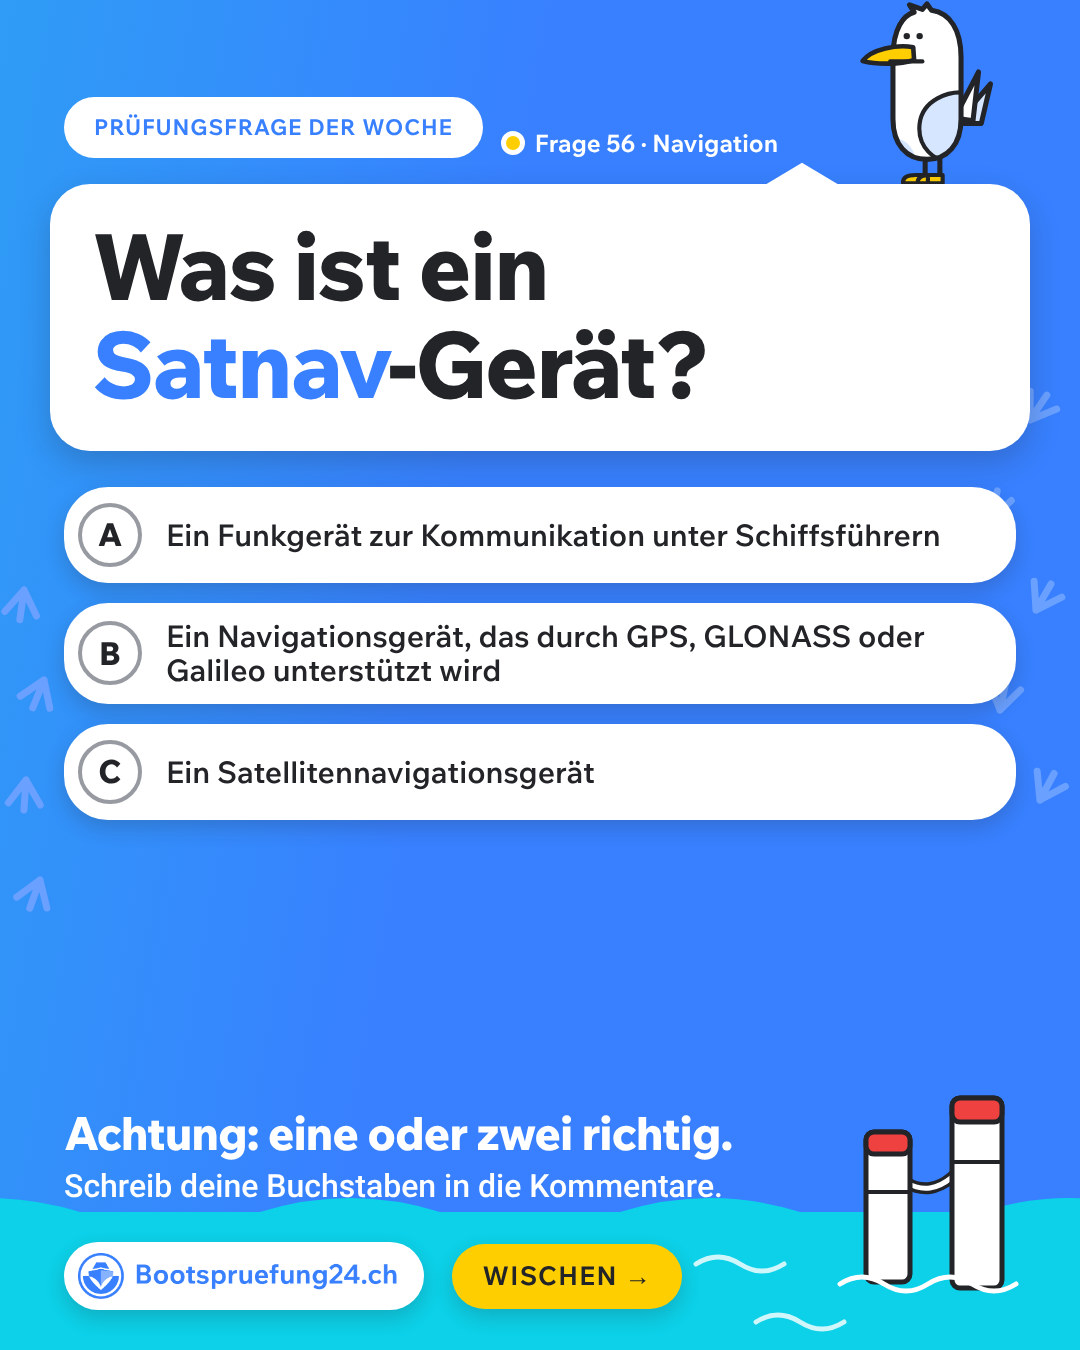 PRÜFUNGSFRAGE DER WOCHE
Frage 56 · Navigation
Was ist ein
Satnav-Gerät?
A Ein Funkgerät zur Kommunikation unter Schiffsführern
B Ein Navigationsgerät, das durch GPS, GLONASS oder
Galileo unterstützt wird
C Ein Satellitennavigationsgerät
Achtung: eine oder zwei richtig.
Schreib deine Buchstaben in die Kommentare.
Bootspruefung24.ch
WISCHEN →